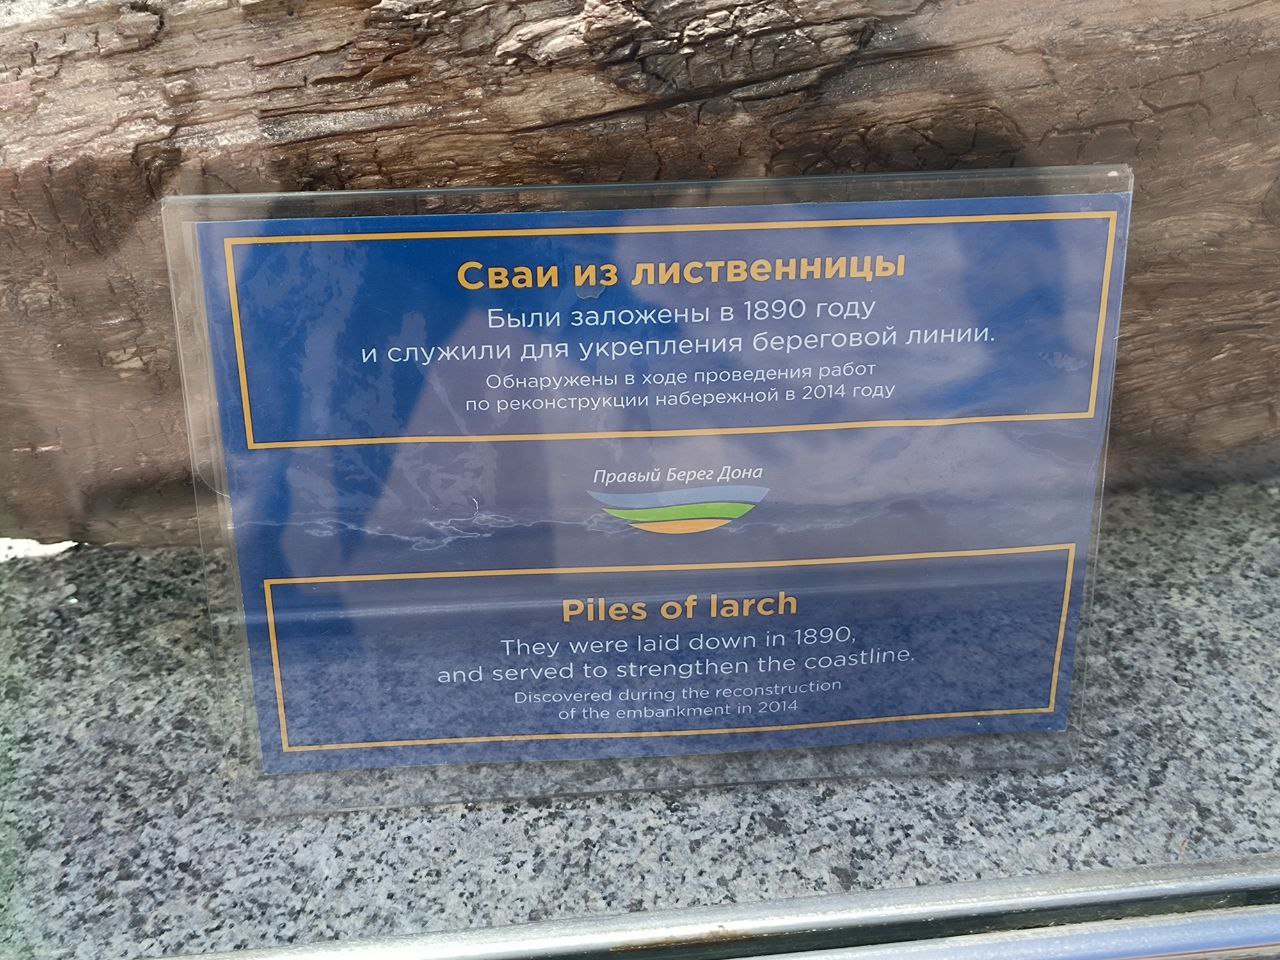 Сваи из лиственницы
Были заложены в 1890 году
и служили для укрепления береговой линии.
Обнаружены в ходе проведения работ
по реконструкции набережной в 2014 году
Правый Берег Дона
Piles of larch
They were laid down in 1890,
and served to strengthen the coastline.
Discovered during the reconstruction
of the embankment in 2014